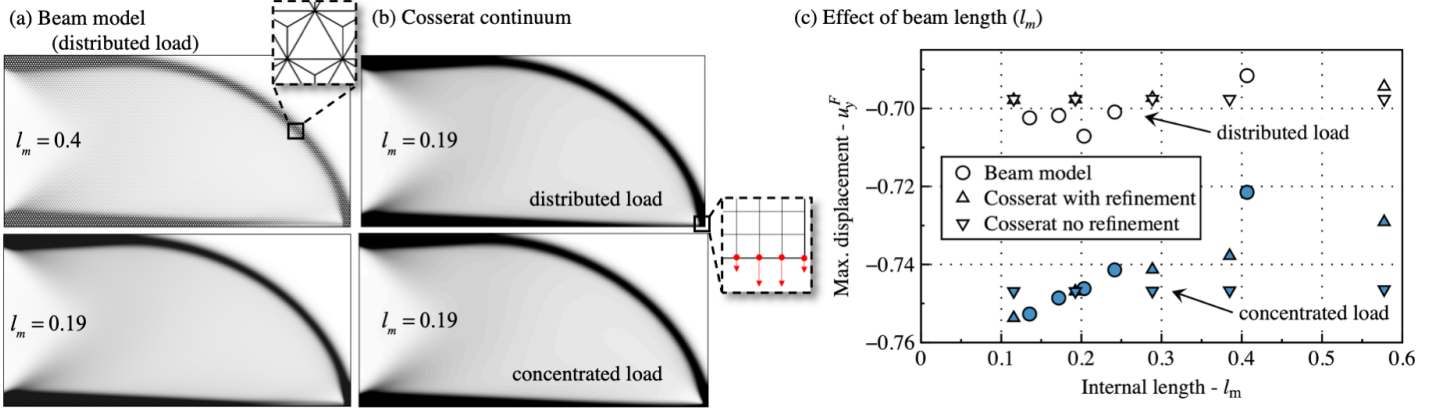 (a) Beam model
(distributed load)
l_m = 0.4
l_m = 0.19
(b) Cosserat continuum
l_m = 0.19
distributed load
l_m = 0.19
concentrated load
(c) Effect of beam length (l_m)
Max. displacement - u_y^F
−0.70
−0.72
−0.74
−0.76
distributed load
Beam model
Cosserat with refinement
Cosserat no refinement
concentrated load
0 0.1 0.2 0.3 0.4 0.5 0.6
Internal length - l_m